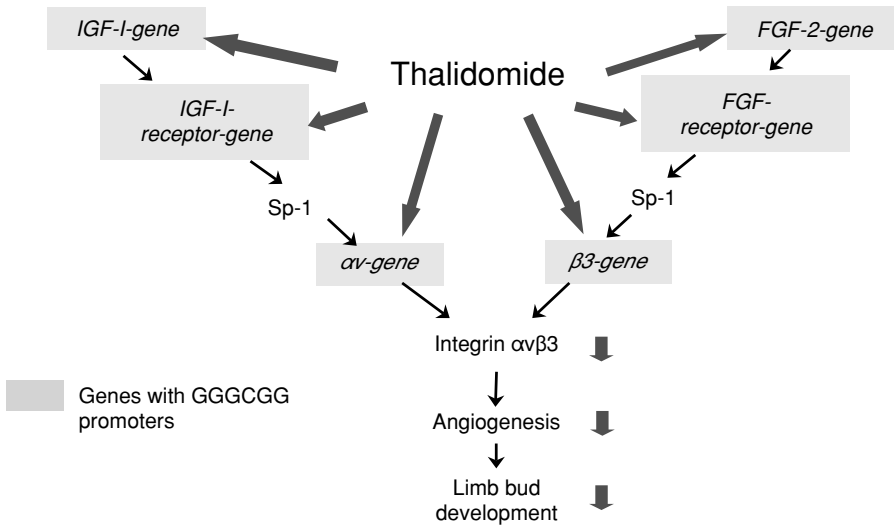 IGF-I-gene
FGF-2-gene
Thalidomide
IGF-I-
receptor-gene
FGF-
receptor-gene
Sp-1
Sp-1
αv-gene
β3-gene
Integrin αvβ3
Genes with GGGCGG
promoters
Angiogenesis
Limb bud
development